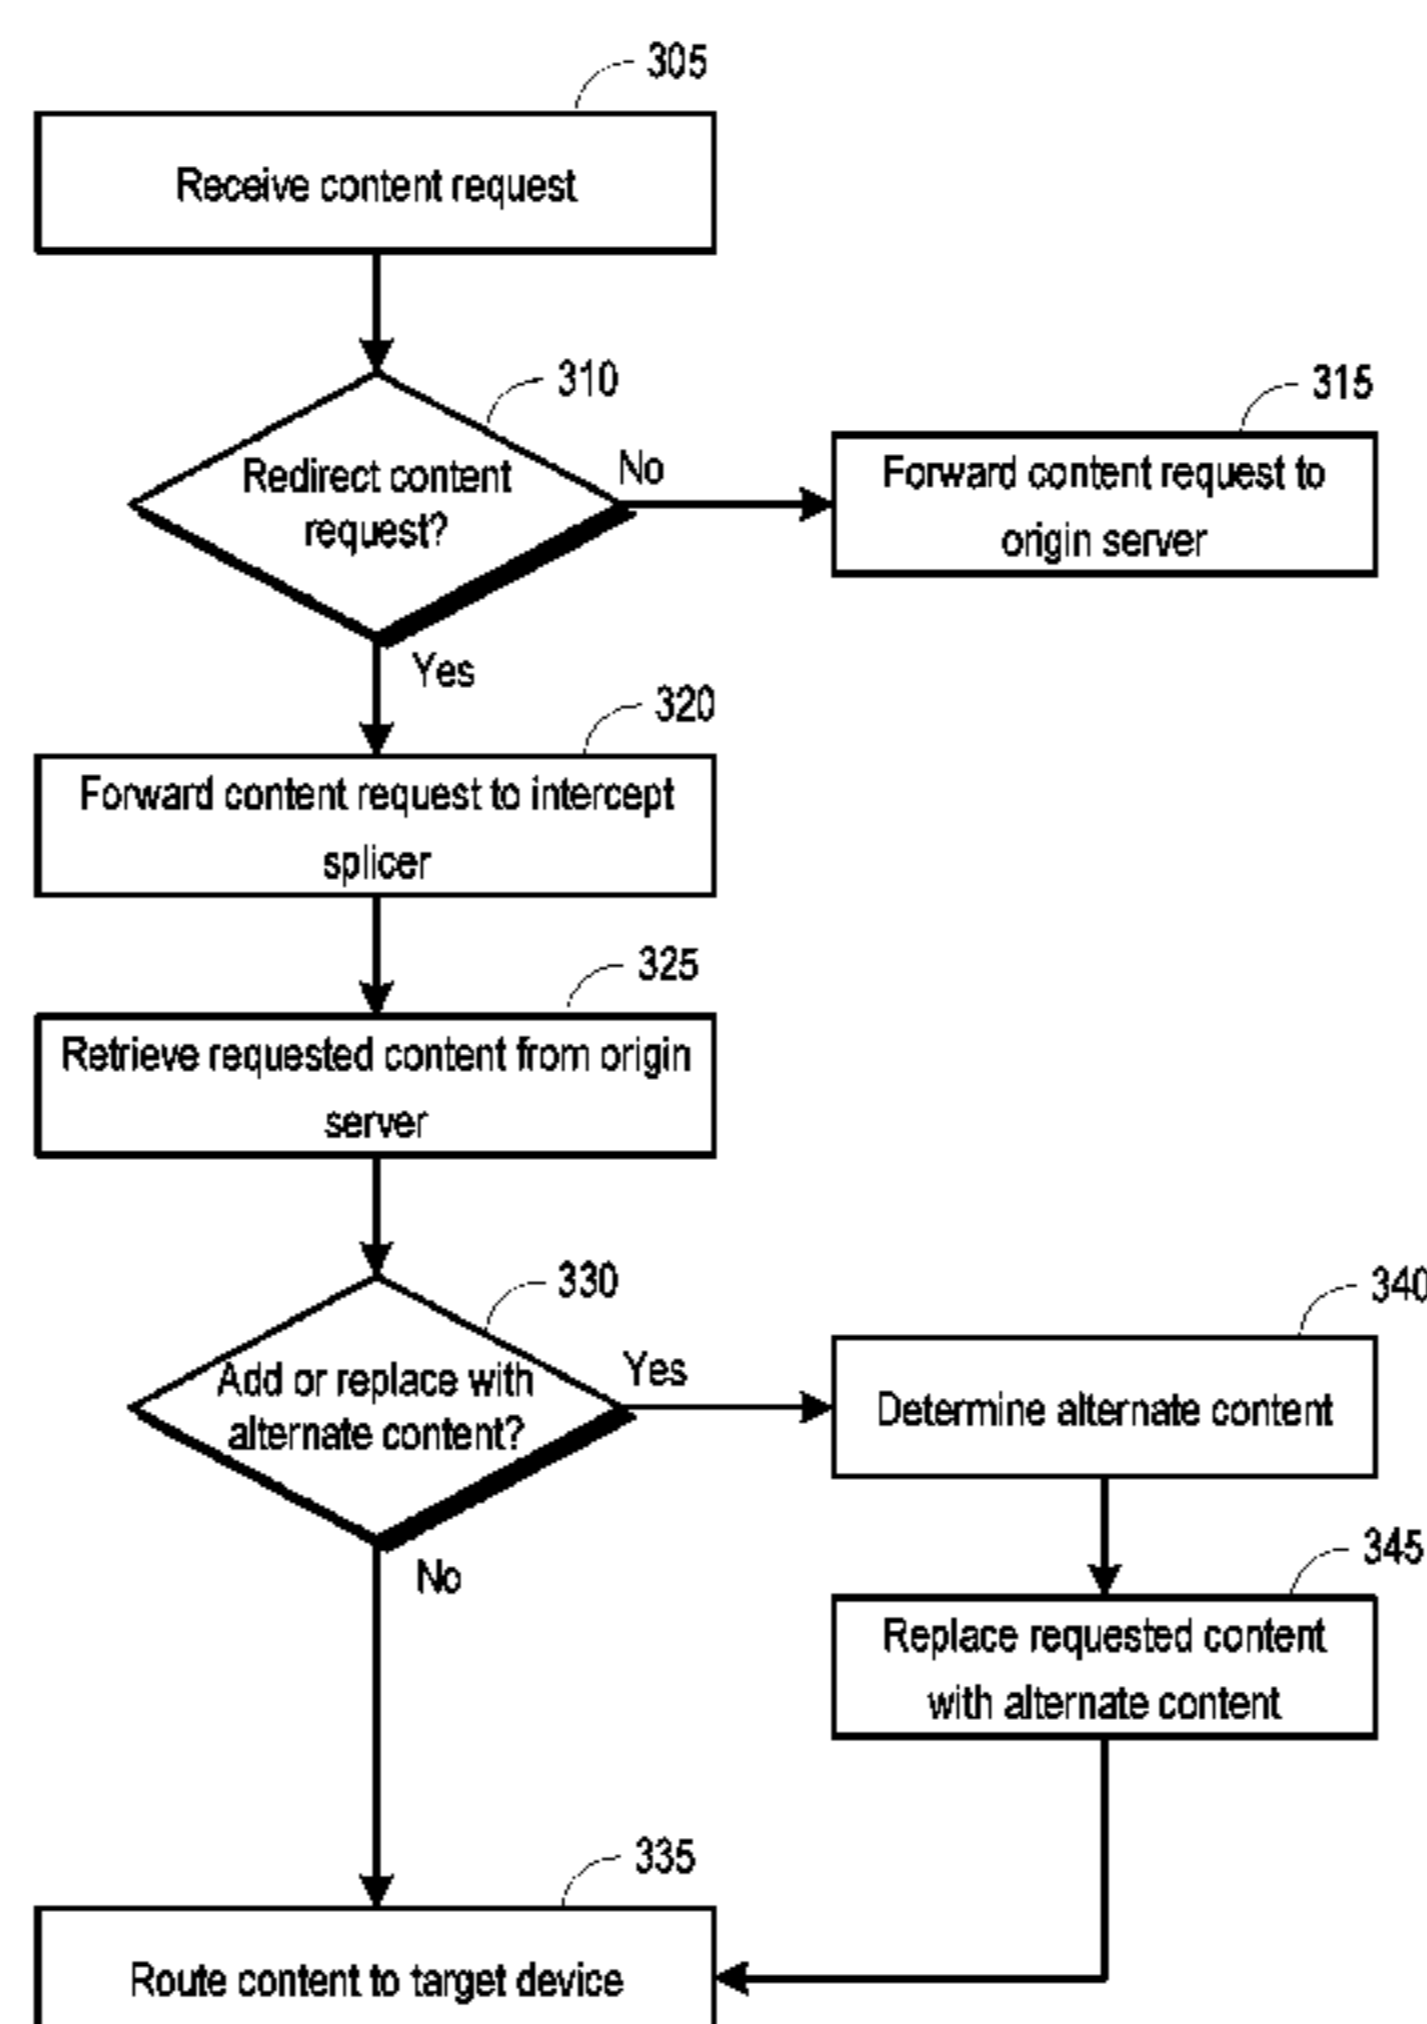 305
Receive content request
310
Redirect content
request?
No
315
Forward content request to
origin server
Yes
320
Forward content request to intercept
splicer
325
Retrieve requested content from origin
server
330
Add or replace with
alternate content?
Yes
340
Determine alternate content
345
Replace requested content
with alternate content
No
335
Route content to target device